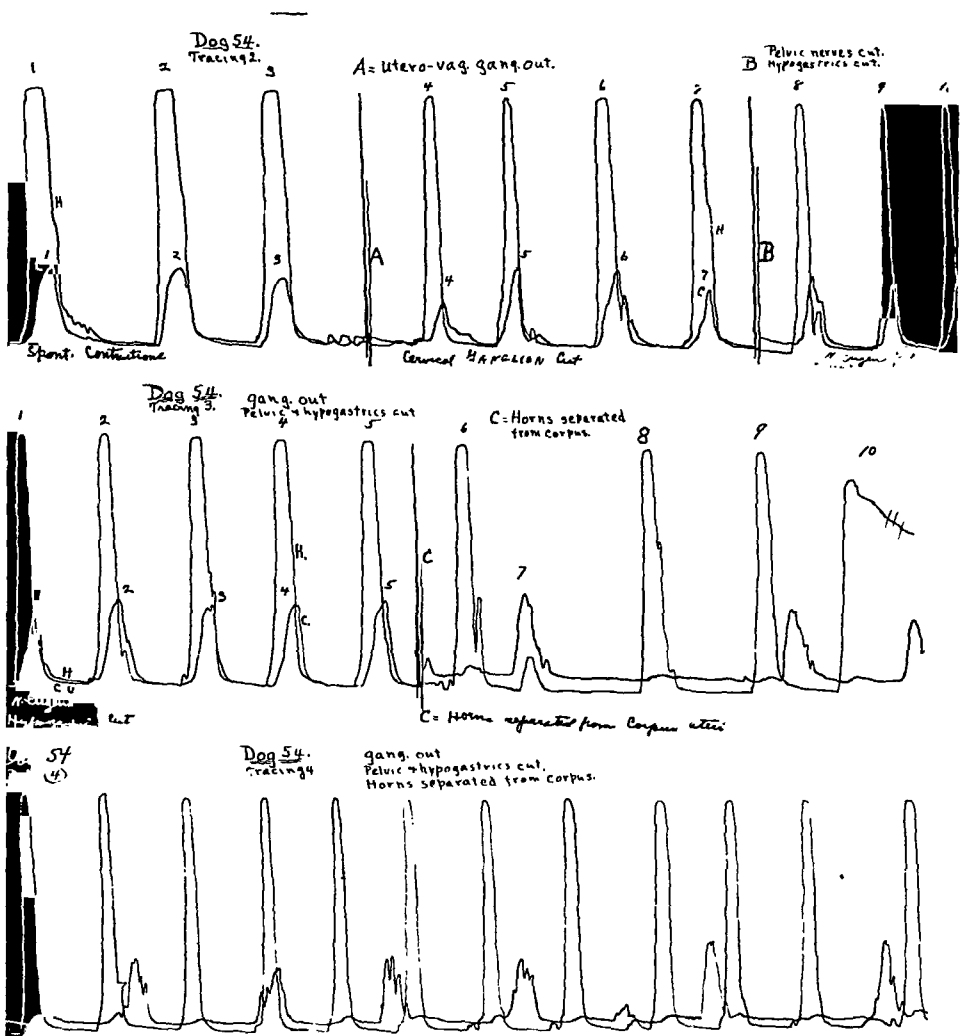 Dog 54.
Tracing 2.
A = Utero-vag. gang. out.
B Pelvic nerves cut.
Hypogastrics cut.
1 2 3 4 5 6 7 8 9
H A H B
1 2 3 4 5 6 7
C
Spont. Contractions
Cervical GANGLION Cut
Dog 54.
Tracing 3.
gang. out
Pelvic + hypogastrics cut
C = Horns separated
from corpus.
1 2 3 4 5 6 8 9 10
H. C
2 3 4 5 7
C.
H
C U
Cut
C = Horns separated from Corpus uteri
54
(4)
Dog 54.
Tracing 4
gang. out
Pelvic + hypogastrics cut.
Horns separated from corpus.